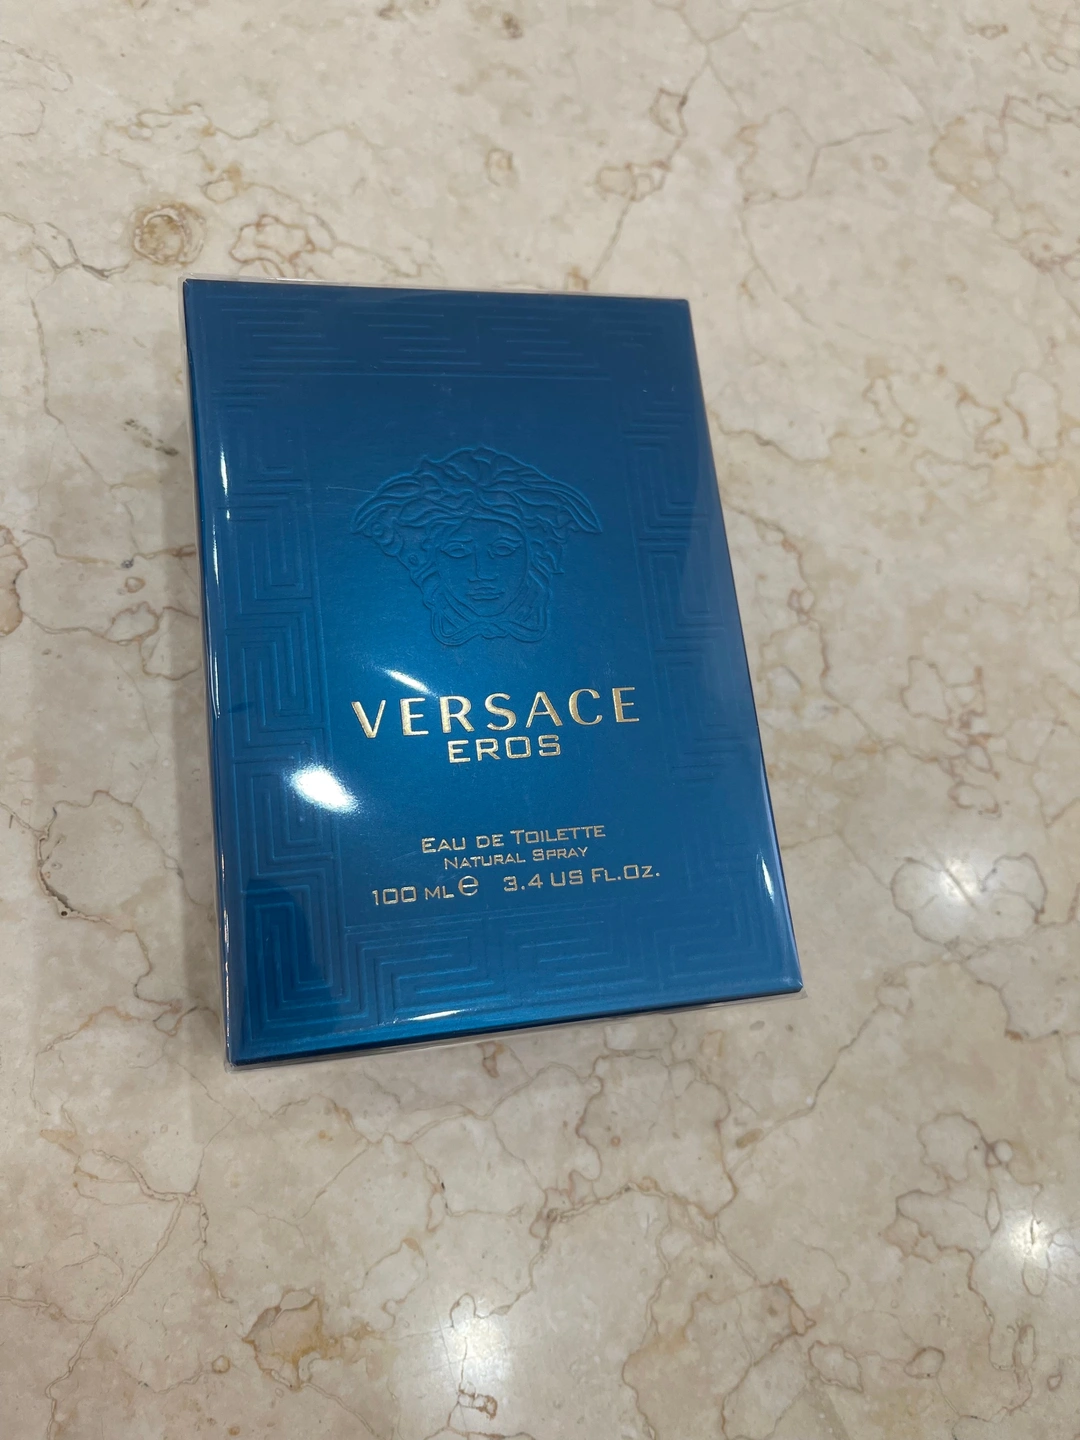 VERSACE
EROS
EAU DE TOILETTE
NATURAL SPRAY
100 ML ℮ 3.4 US FL.OZ.